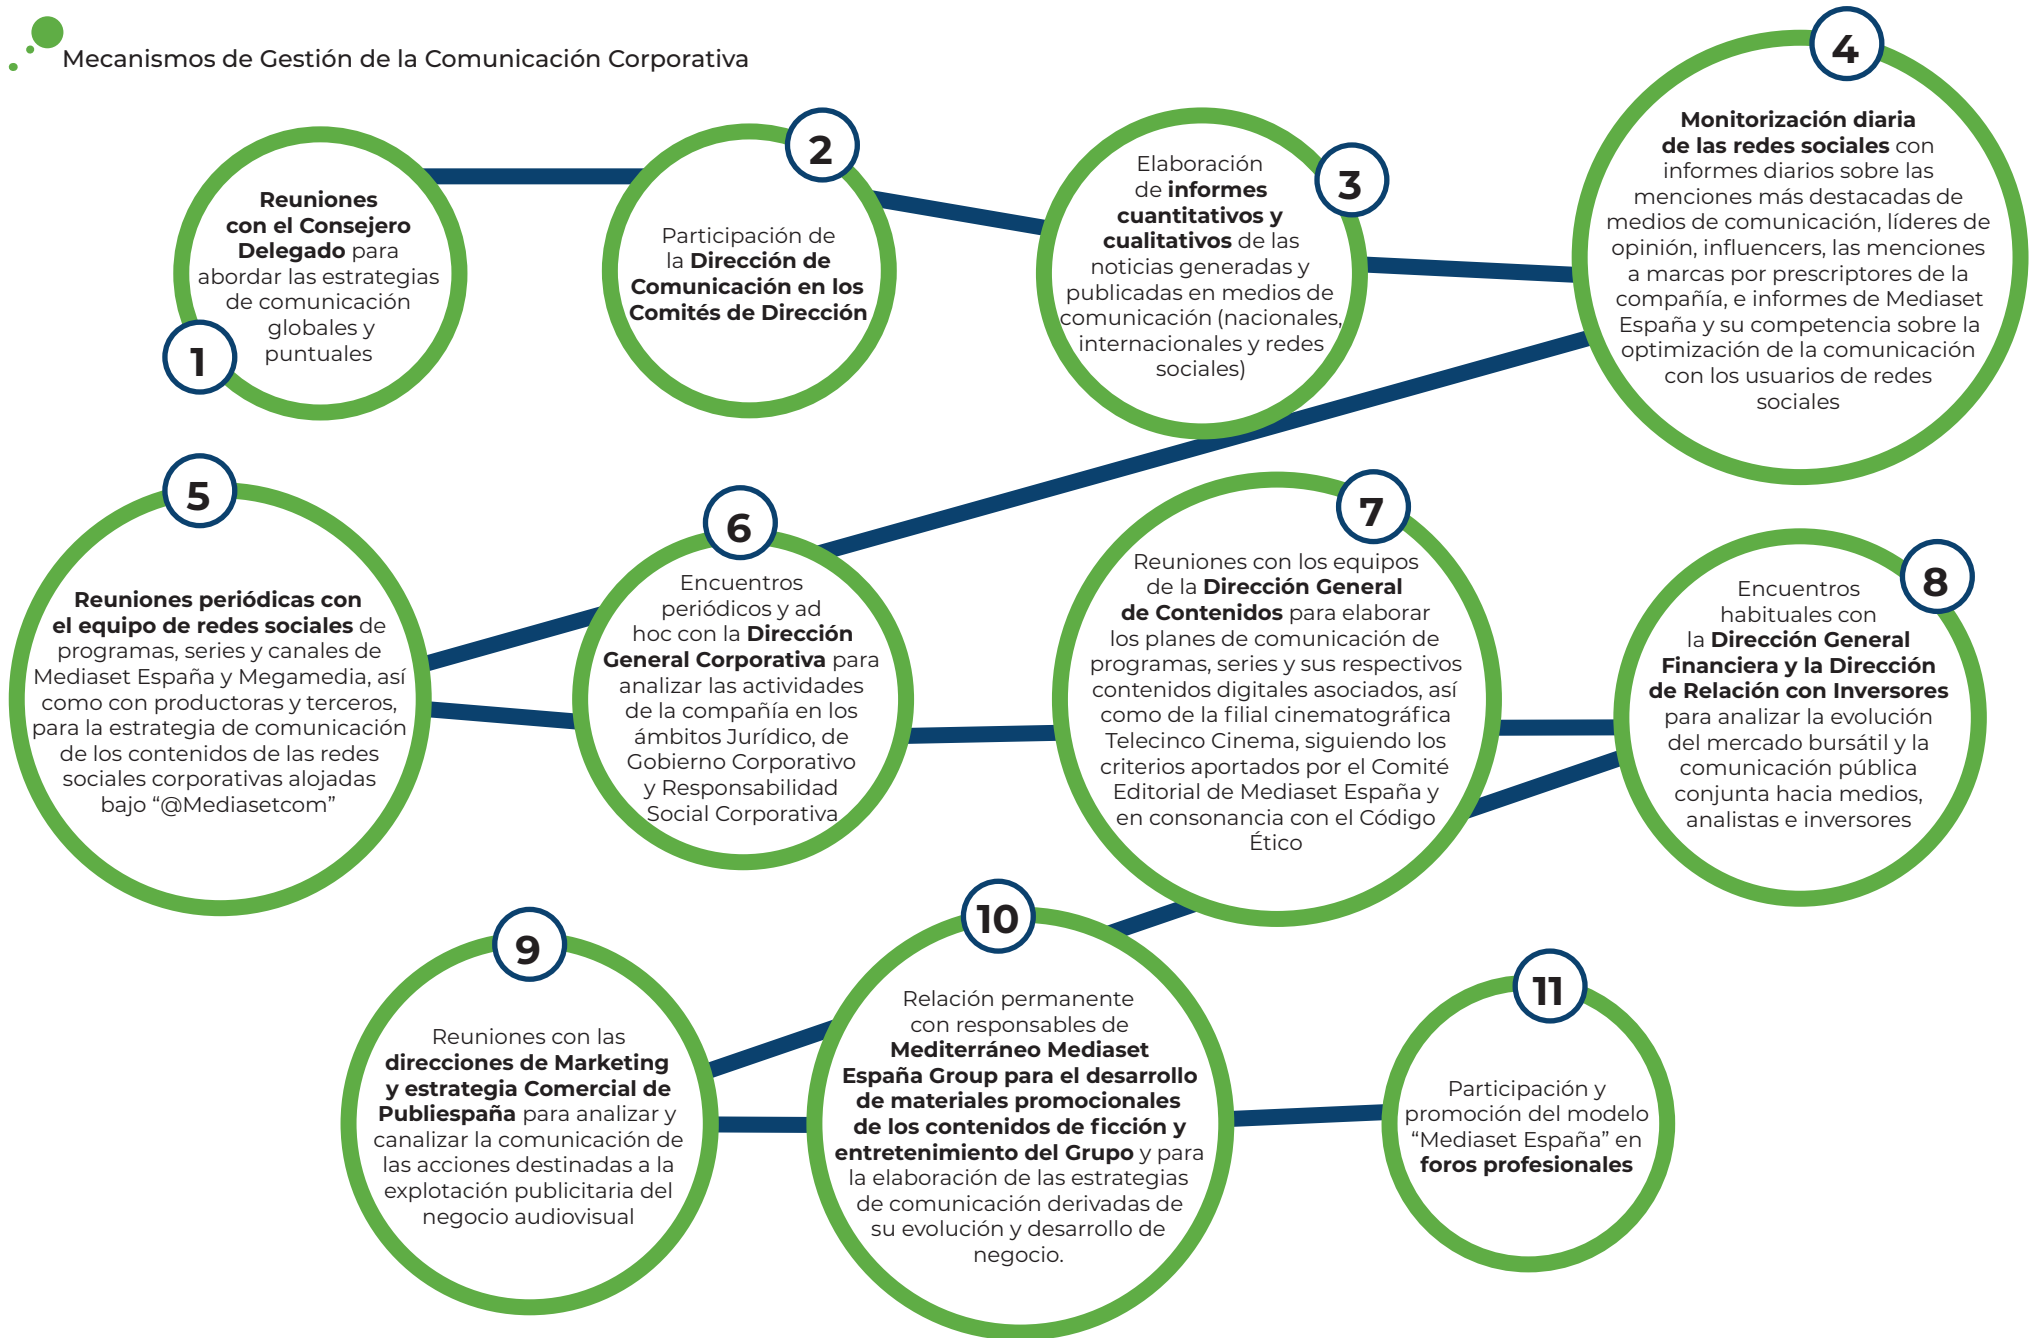 Mecanismos de Gestión de la Comunicación Corporativa
1
Reuniones
con el Consejero
Delegado para
abordar las estrategias
de comunicación
globales y
puntuales
2
Participación de
la Dirección de
Comunicación en los
Comités de Dirección
3
Elaboración
de informes
cuantitativos y
cualitativos de las
noticias generadas y
publicadas en medios de
comunicación (nacionales,
internacionales y redes
sociales)
4
Monitorización diaria
de las redes sociales con
informes diarios sobre las
menciones más destacadas de
medios de comunicación, líderes de
opinión, influencers, las menciones
a marcas por prescriptores de la
compañía, e informes de Mediaset
España y su competencia sobre la
optimización de la comunicación
con los usuarios de redes
sociales
5
Reuniones periódicas con
el equipo de redes sociales de
programas, series y canales de
Mediaset España y Megamedia, así
como con productoras y terceros,
para la estrategia de comunicación
de los contenidos de las redes
sociales corporativas alojadas
bajo “@Mediasetcom”
6
Encuentros
periódicos y ad
hoc con la Dirección
General Corporativa para
analizar las actividades
de la compañía en los
ámbitos Jurídico, de
Gobierno Corporativo
y Responsabilidad
Social Corporativa
7
Reuniones con los equipos
de la Dirección General
de Contenidos para elaborar
los planes de comunicación de
programas, series y sus respectivos
contenidos digitales asociados, así
como de la filial cinematográfica
Telecinco Cinema, siguiendo los
criterios aportados por el Comité
Editorial de Mediaset España y
en consonancia con el Código
Ético
8
Encuentros
habituales con
la Dirección General
Financiera y la Dirección
de Relación con Inversores
para analizar la evolución
del mercado bursátil y la
comunicación pública
conjunta hacia medios,
analistas e inversores
9
Reuniones con las
direcciones de Marketing
y estrategia Comercial de
Publiespaña para analizar y
canalizar la comunicación de
las acciones destinadas a la
explotación publicitaria del
negocio audiovisual
10
Relación permanente
con responsables de
Mediterráneo Mediaset
España Group para el desarrollo
de materiales promocionales
de los contenidos de ficción y
entretenimiento del Grupo y para
la elaboración de las estrategias
de comunicación derivadas de
su evolución y desarrollo de
negocio.
11
Participación y
promoción del modelo
“Mediaset España” en
foros profesionales